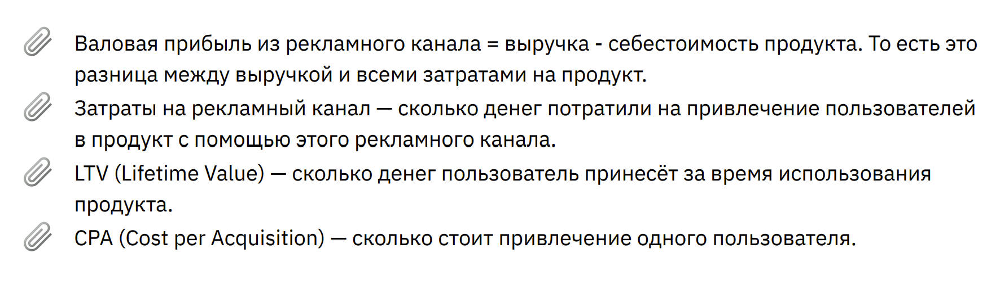 Валовая прибыль из рекламного канала = выручка - себестоимость продукта. То есть это
разница между выручкой и всеми затратами на продукт.
Затраты на рекламный канал — сколько денег потратили на привлечение пользователей
в продукт с помощью этого рекламного канала.
LTV (Lifetime Value) — сколько денег пользователь принесёт за время использования
продукта.
CPA (Cost per Acquisition) — сколько стоит привлечение одного пользователя.